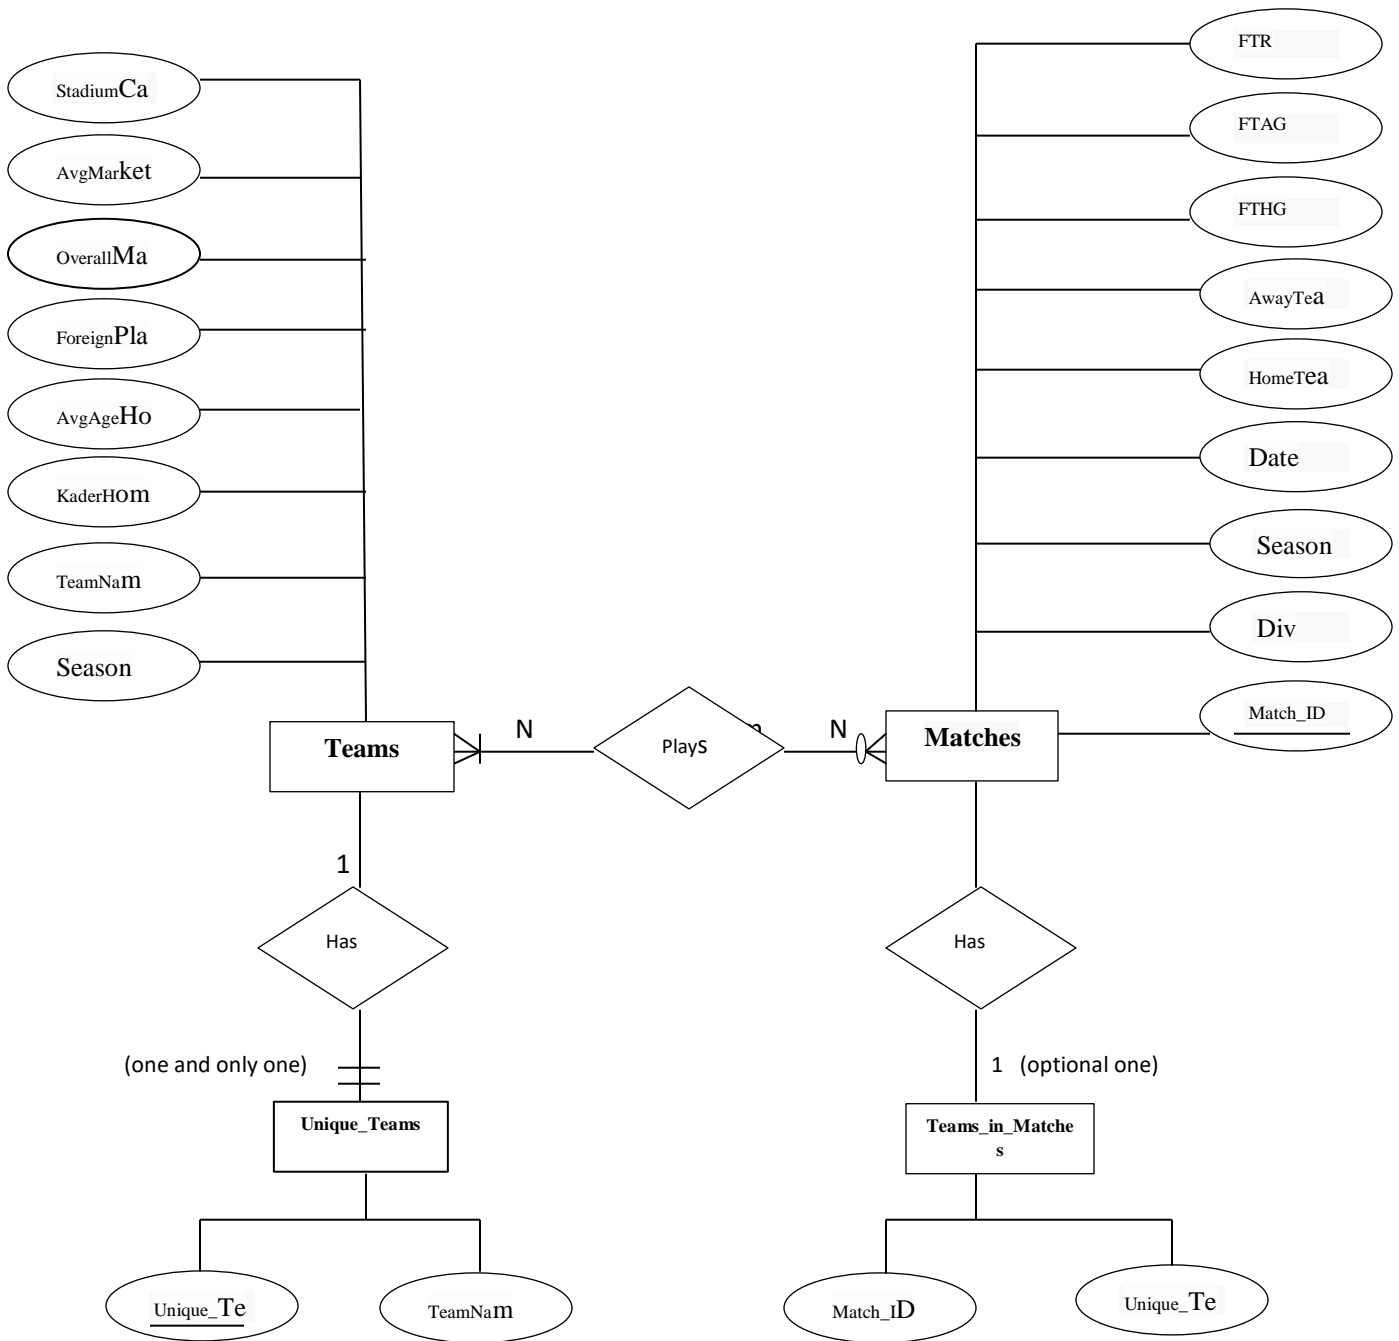 FTR
StadiumCa
FTAG
AvgMarket
FTHG
OverallMa
AwayTea
ForeignPla
HomeTea
AvgAgeHo
Date
KaderHom
Season
TeamNam
Div
Season
Match_ID
Teams
N
Plays
N
Matches
1
Has
Has
(one and only one)
1 (optional one)
Unique_Teams
Teams_in_Matche
s
Unique_Te
TeamNam
Match_ID
Unique_Te